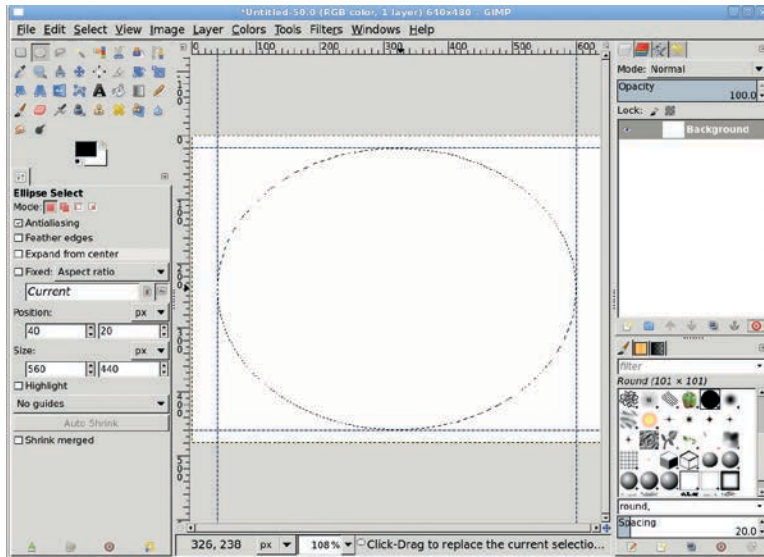 *Untitled-50.0 (RGB color, 1 layer) 640x480 - GIMP
File Edit Select View Image Layer Colors Tools Filters Windows Help
0 100 200 300 400 500 600
Mode: Normal
Opacity
100.0
Lock:
Background
Ellipse Select
Mode:
Antialiasing
Feather edges
Expand from center
Fixed: Aspect ratio
Current
Position:
px
40 20
Size:
px
560 440
Highlight
No guides
Auto Shrink
Shrink merged
filter
Round (101 × 101)
round,
Spacing
20.0
326, 238 px 108% Click-Drag to replace the current selectio...